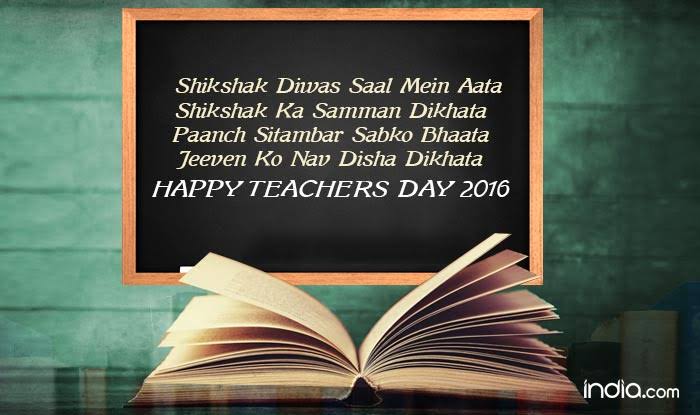 Shikshak Diwas Saal Mein Aata
Shikshak Ka Samman Dikhata
Paanch Sitambar Sabko Bhaata
Jeeven Ko Nav Disha Dikhata
HAPPY TEACHERS DAY 2016
india.com